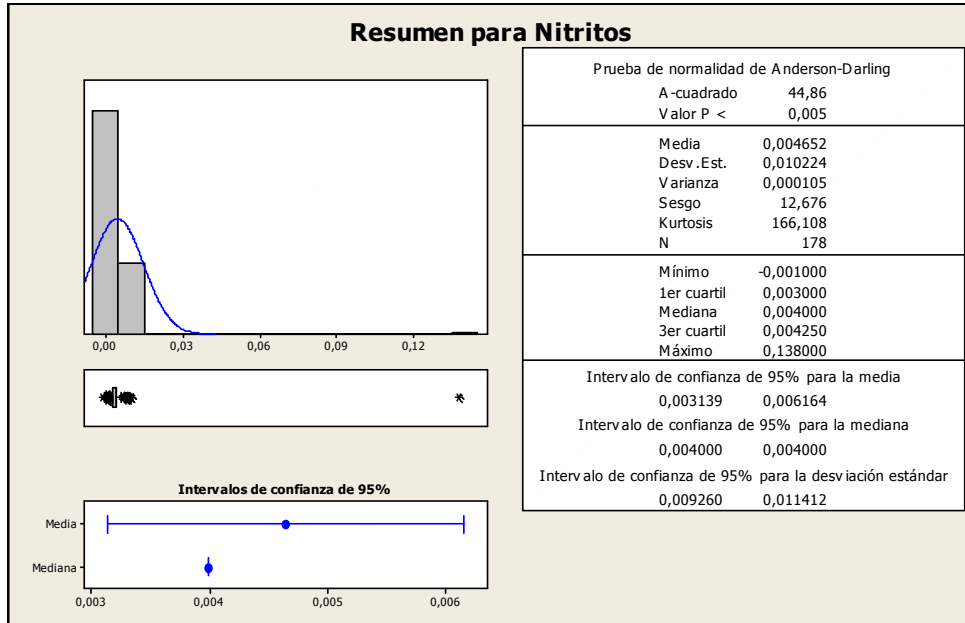 Resumen para Nitritos
0,00 0,03 0,06 0,09 0,12
Intervalos de confianza de 95%
Media
Mediana
0,003 0,004 0,005 0,006
Prueba de normalidad de Anderson-Darling
A-cuadrado 44,86
Valor P < 0,005
Media 0,004652
Desv.Est. 0,010224
Varianza 0,000105
Sesgo 12,676
Kurtosis 166,108
N 178
Mínimo -0,001000
1er cuartil 0,003000
Mediana 0,004000
3er cuartil 0,004250
Máximo 0,138000
Intervalo de confianza de 95% para la media
0,003139 0,006164
Intervalo de confianza de 95% para la mediana
0,004000 0,004000
Intervalo de confianza de 95% para la desviación estándar
0,009260 0,011412